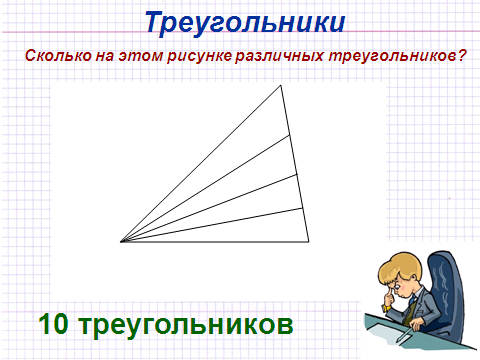 Треугольники
Сколько на этом рисунке различных треугольников?
10 треугольников